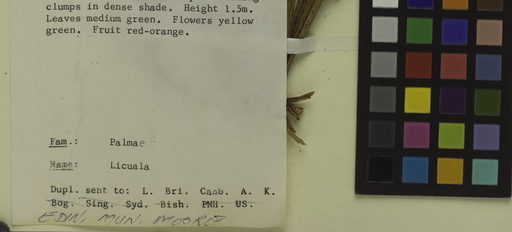 clumps in dense shade. Height 1.5m.
Leaves medium green. Flowers yellow
green. Fruit red-orange.
Fam.: Palmae
Name: Licuala
Dupl. sent to: L. Bri. Canb. A. K.
Bog. Sing. Syd. Bish. PNH. US.
EDIN, MUN, MOORE